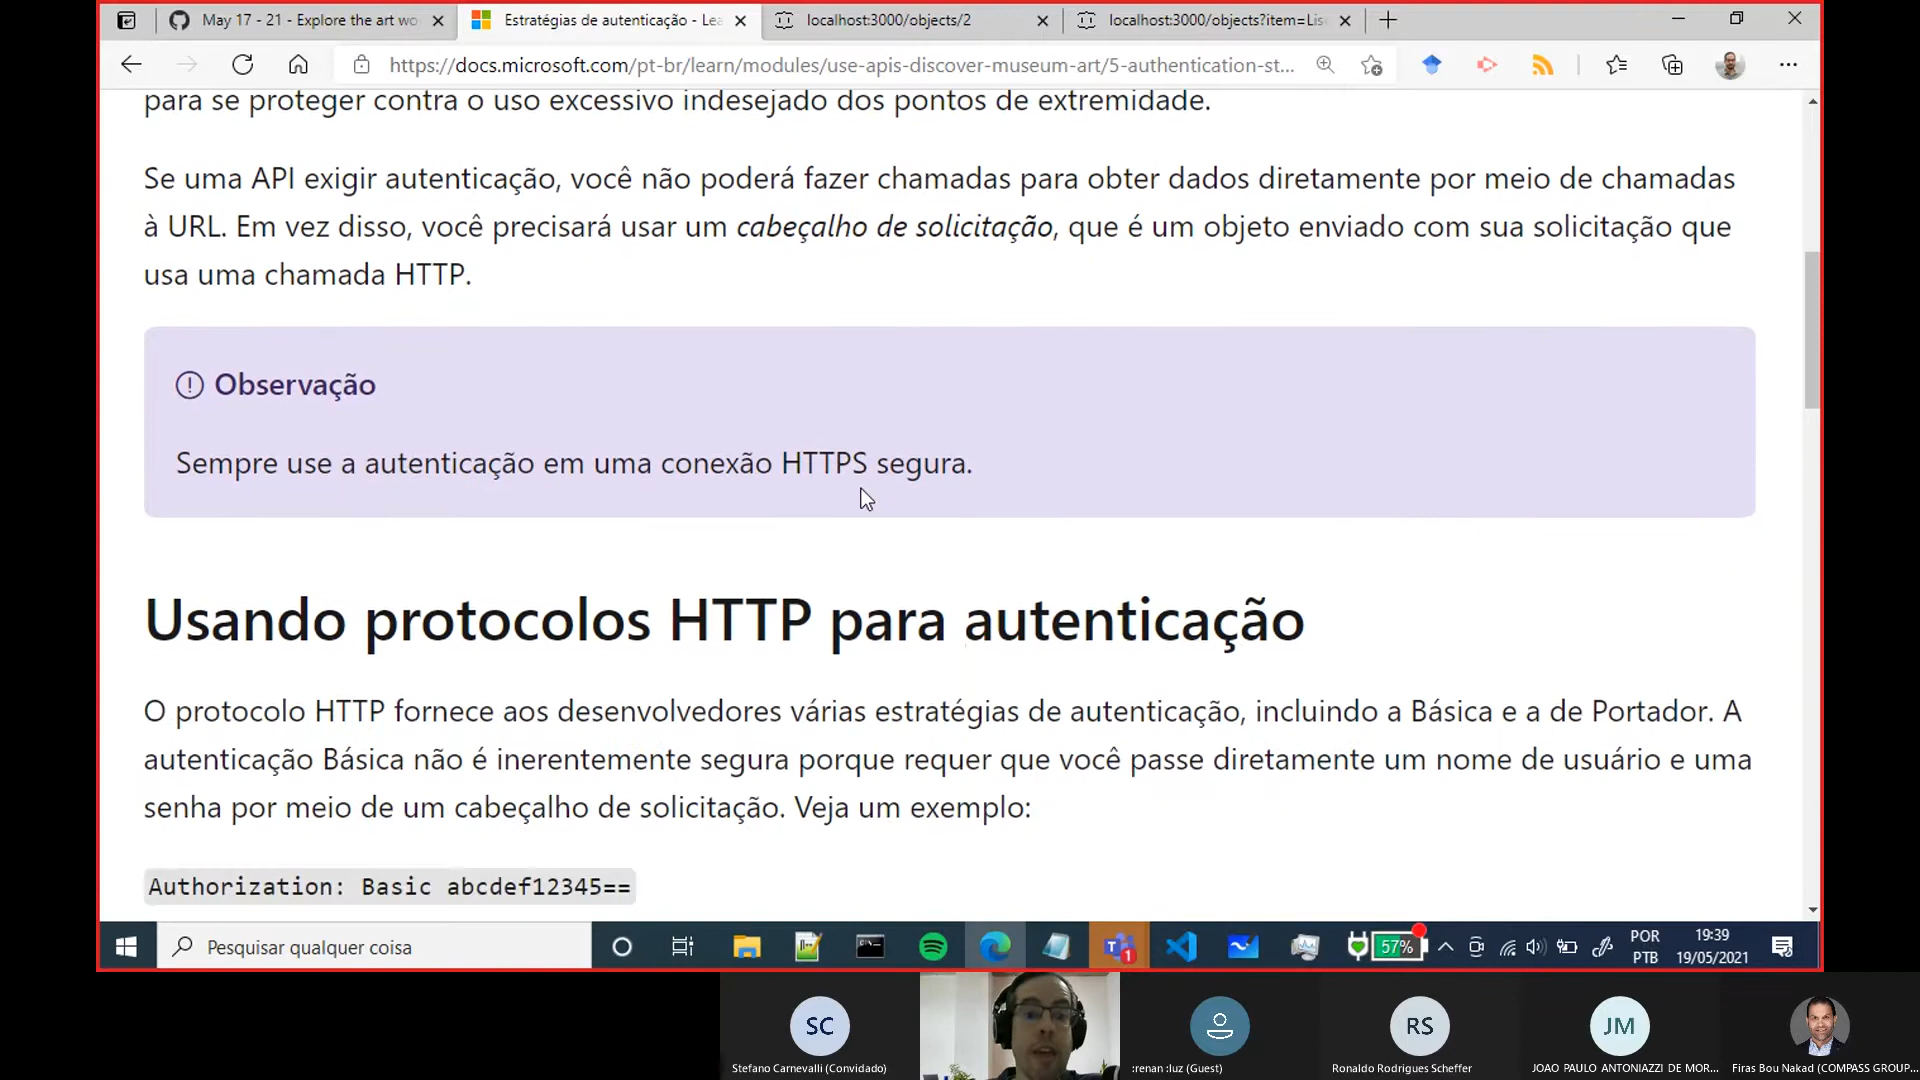 May 17 - 21 - Explore the art wo
Estratégias de autenticação - Lea
localhost:3000/objects/2
localhost:3000/objects?item=Lis
https://docs.microsoft.com/pt-br/learn/modules/use-apis-discover-museum-art/5-authentication-st...
para se proteger contra o uso excessivo indesejado dos pontos de extremidade.
Se uma API exigir autenticação, você não poderá fazer chamadas para obter dados diretamente por meio de chamadas
à URL. Em vez disso, você precisará usar um cabeçalho de solicitação, que é um objeto enviado com sua solicitação que
usa uma chamada HTTP.
Observação
Sempre use a autenticação em uma conexão HTTPS segura.
Usando protocolos HTTP para autenticação
O protocolo HTTP fornece aos desenvolvedores várias estratégias de autenticação, incluindo a Básica e a de Portador. A
autenticação Básica não é inerentemente segura porque requer que você passe diretamente um nome de usuário e uma
senha por meio de um cabeçalho de solicitação. Veja um exemplo:
Authorization: Basic abcdef12345==
Pesquisar qualquer coisa
1
57%
POR
PTB
19:39
19/05/2021
SC
RS
JM
Stefano Carnevalli (Convidado)
:renan :luz (Guest)
Ronaldo Rodrigues Scheffer
JOAO PAULO ANTONIAZZI DE MOR...
Firas Bou Nakad (COMPASS GROUP...